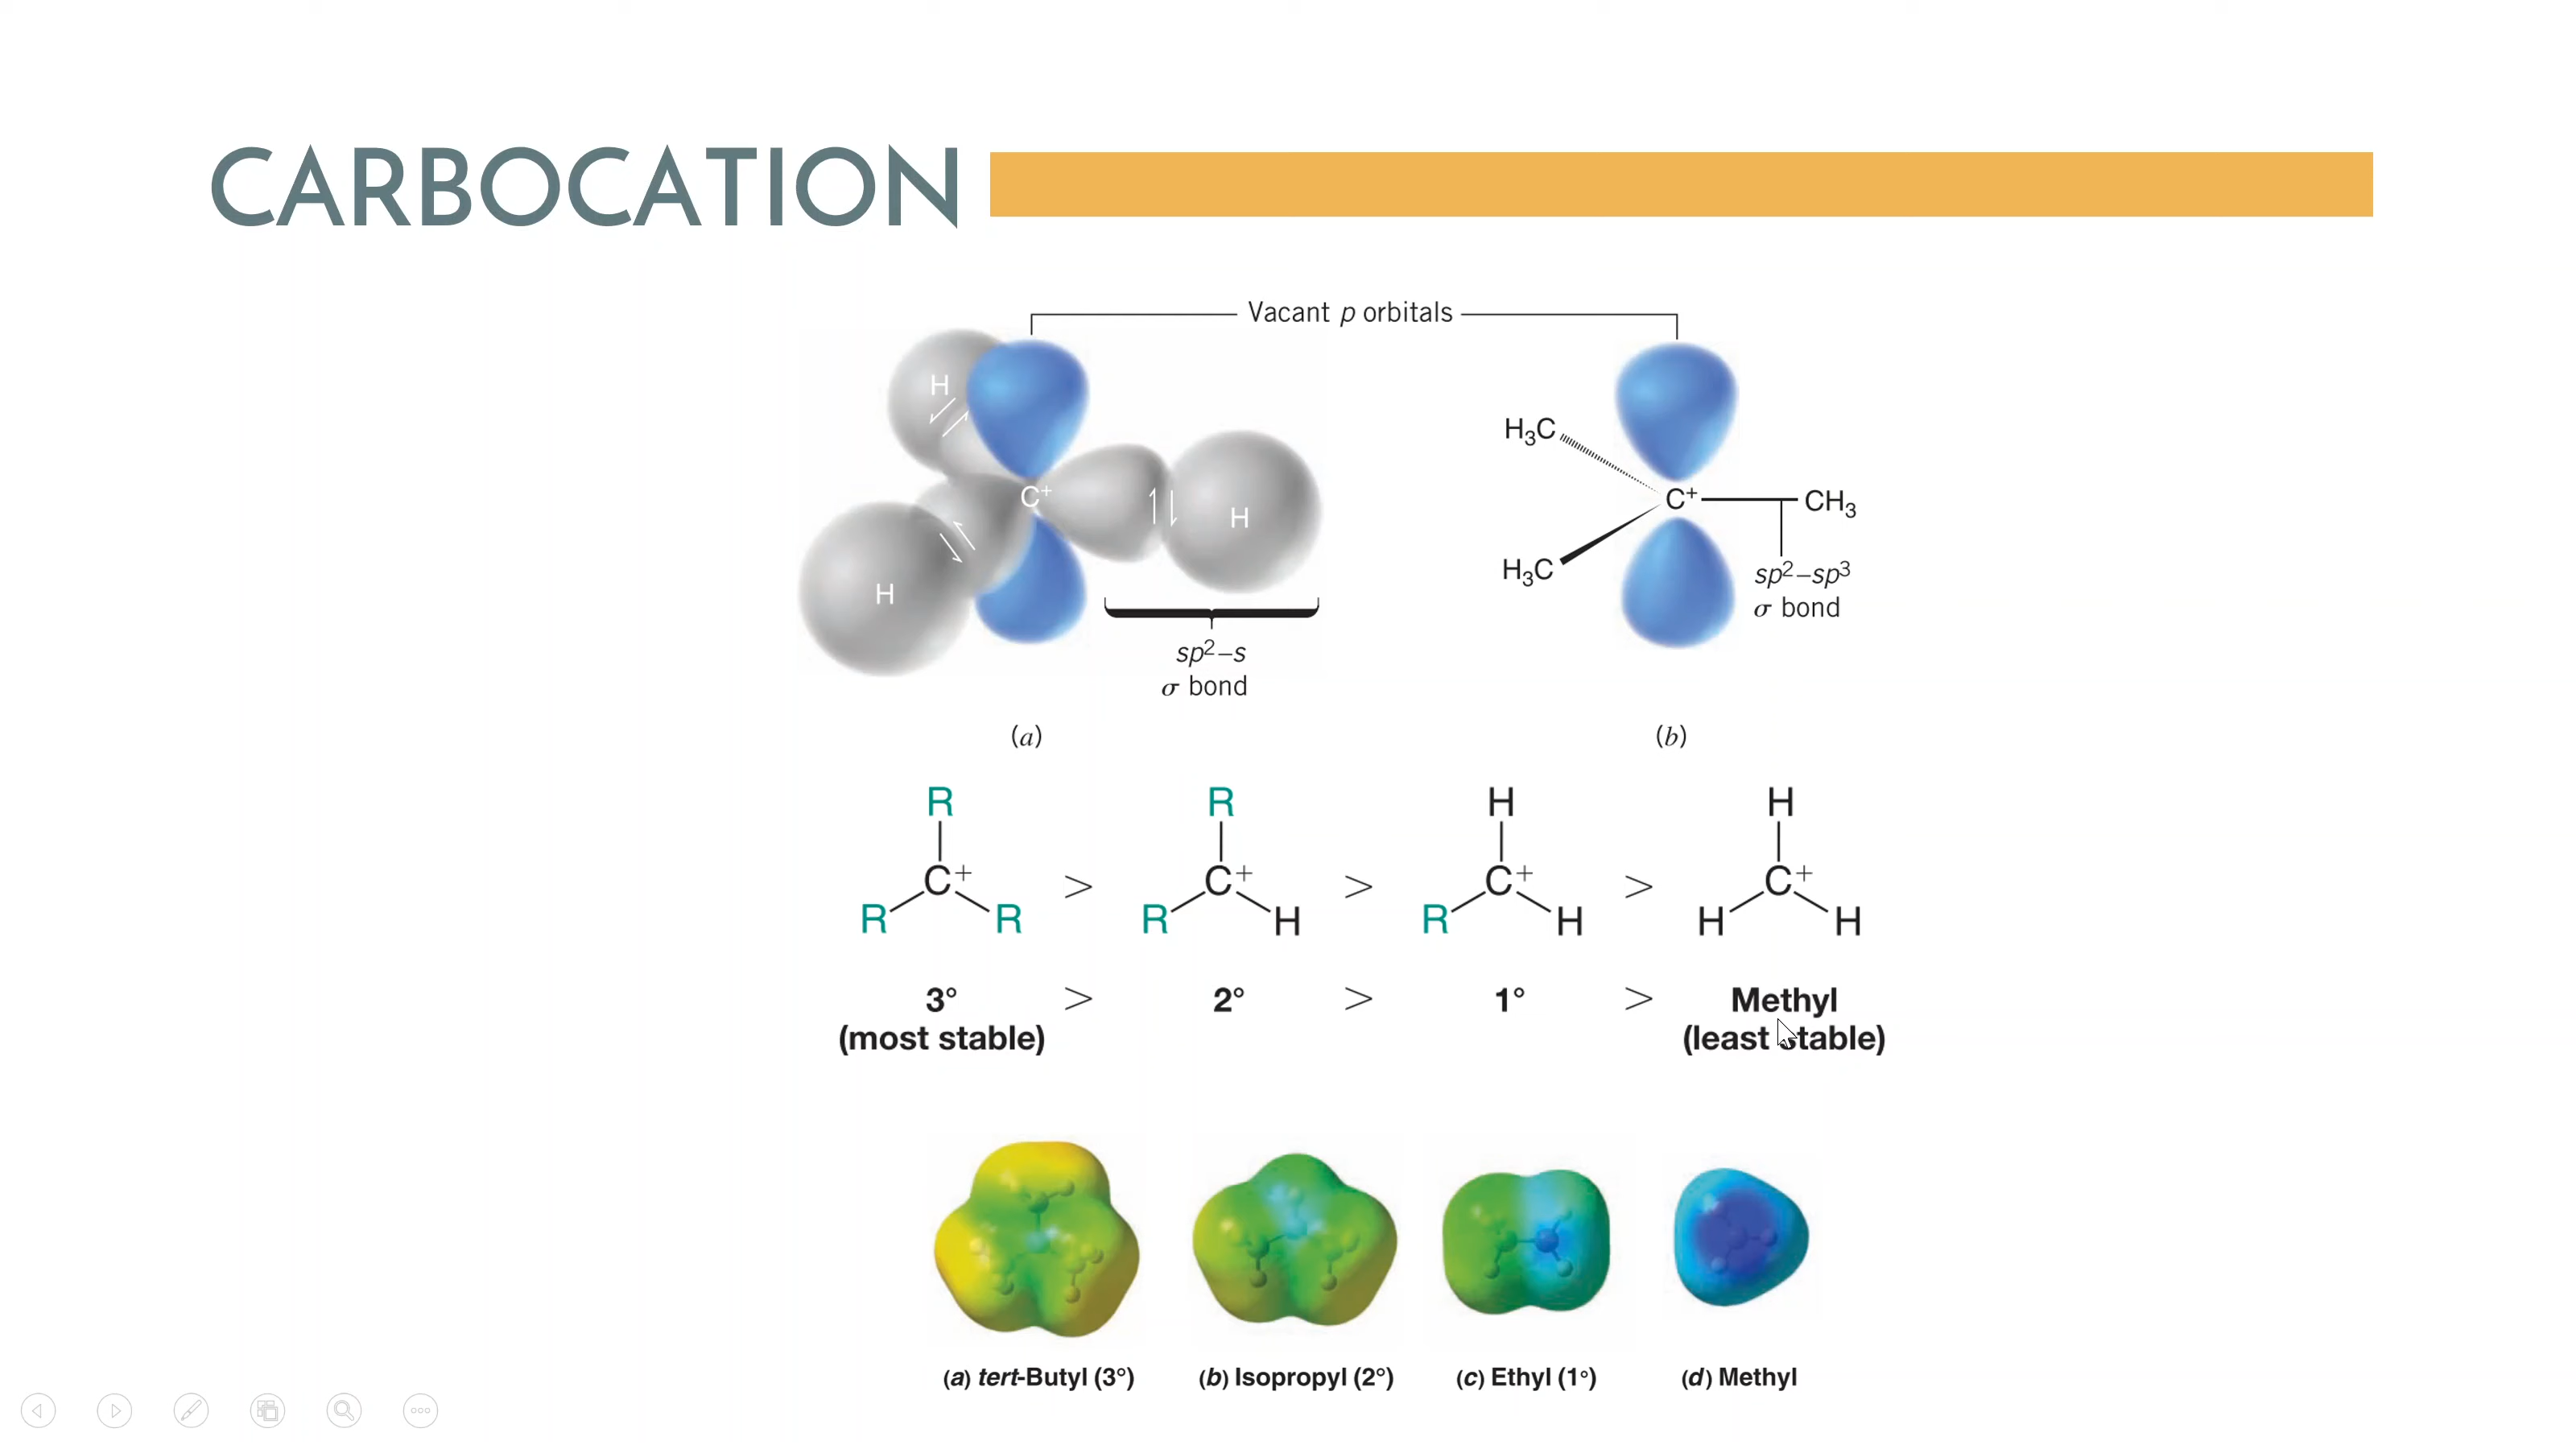 CARBOCATION
Vacant p orbitals
H
C⁺
H
H
sp²–s
σ bond
(a)
H₃C
C⁺
CH₃
H₃C
sp²–sp³
σ bond
(b)
R
C⁺
R R
>
R
C⁺
R H
>
H
C⁺
R H
>
H
C⁺
H H
3° > 2° > 1° > Methyl
(most stable) (least stable)
(a) tert-Butyl (3°) (b) Isopropyl (2°) (c) Ethyl (1°) (d) Methyl